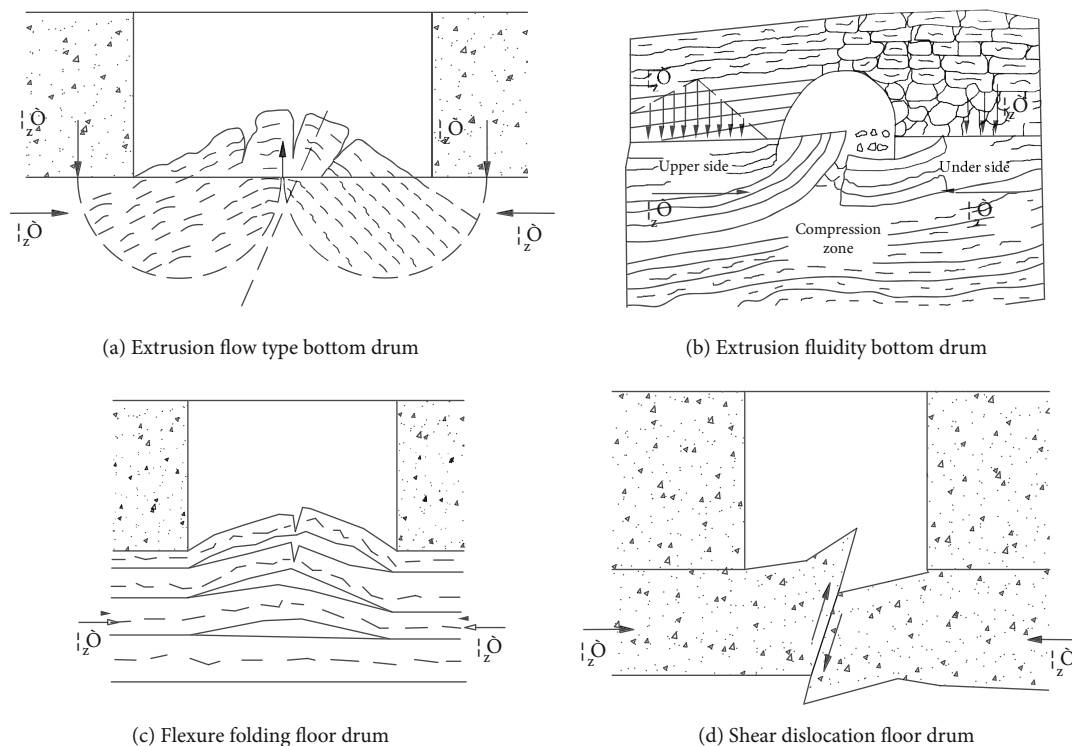 (a) Extrusion flow type bottom drum
Upper side
Under side
Compression
zone
(b) Extrusion fluidity bottom drum
(c) Flexure folding floor drum
(d) Shear dislocation floor drum